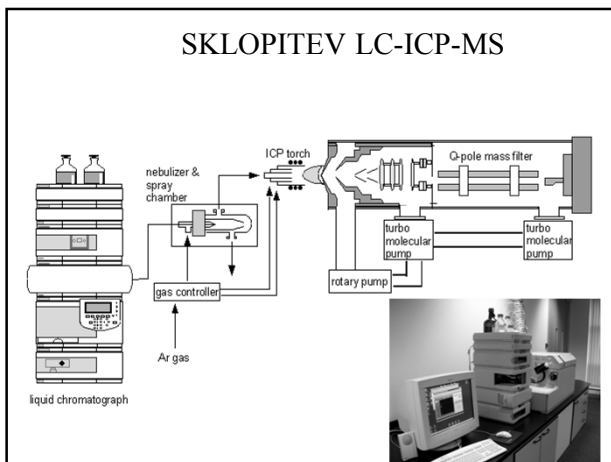 SKLOPITEV LC-ICP-MS
ICP torch
nebulizer &
spray
chamber
Q-pole mass filter
turbo
molecular
pump
turbo
molecular
pump
rotary pump
gas controller
Ar gas
liquid chromatograph